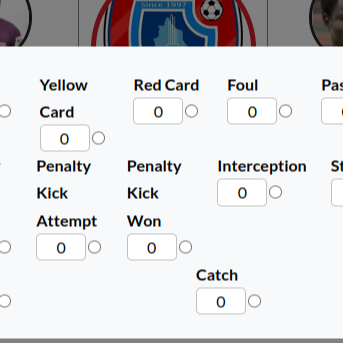 Since 1997
Yellow Card
Red Card
Foul
Pas
0
0
0
Penalty Kick Attempt
Penalty Kick Won
Interception
St
0
0
0
Catch
0